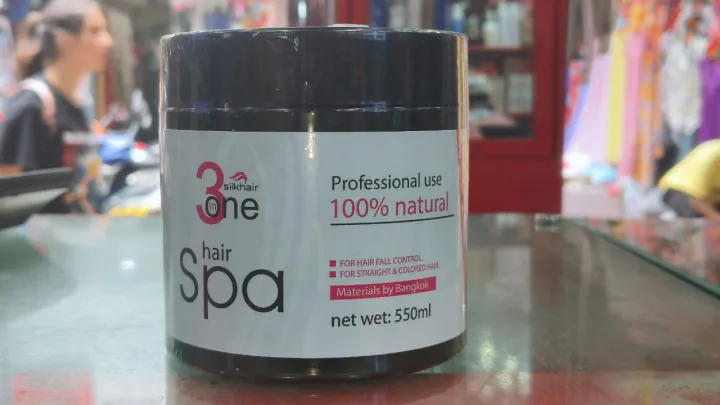 3 in one
silkhair
hair
Spa
Professional use
100% natural
FOR HAIR FALL CONTROL.
FOR STRAIGHT & COLORED HAIR.
Materials by Bangkok
net wet: 550ml